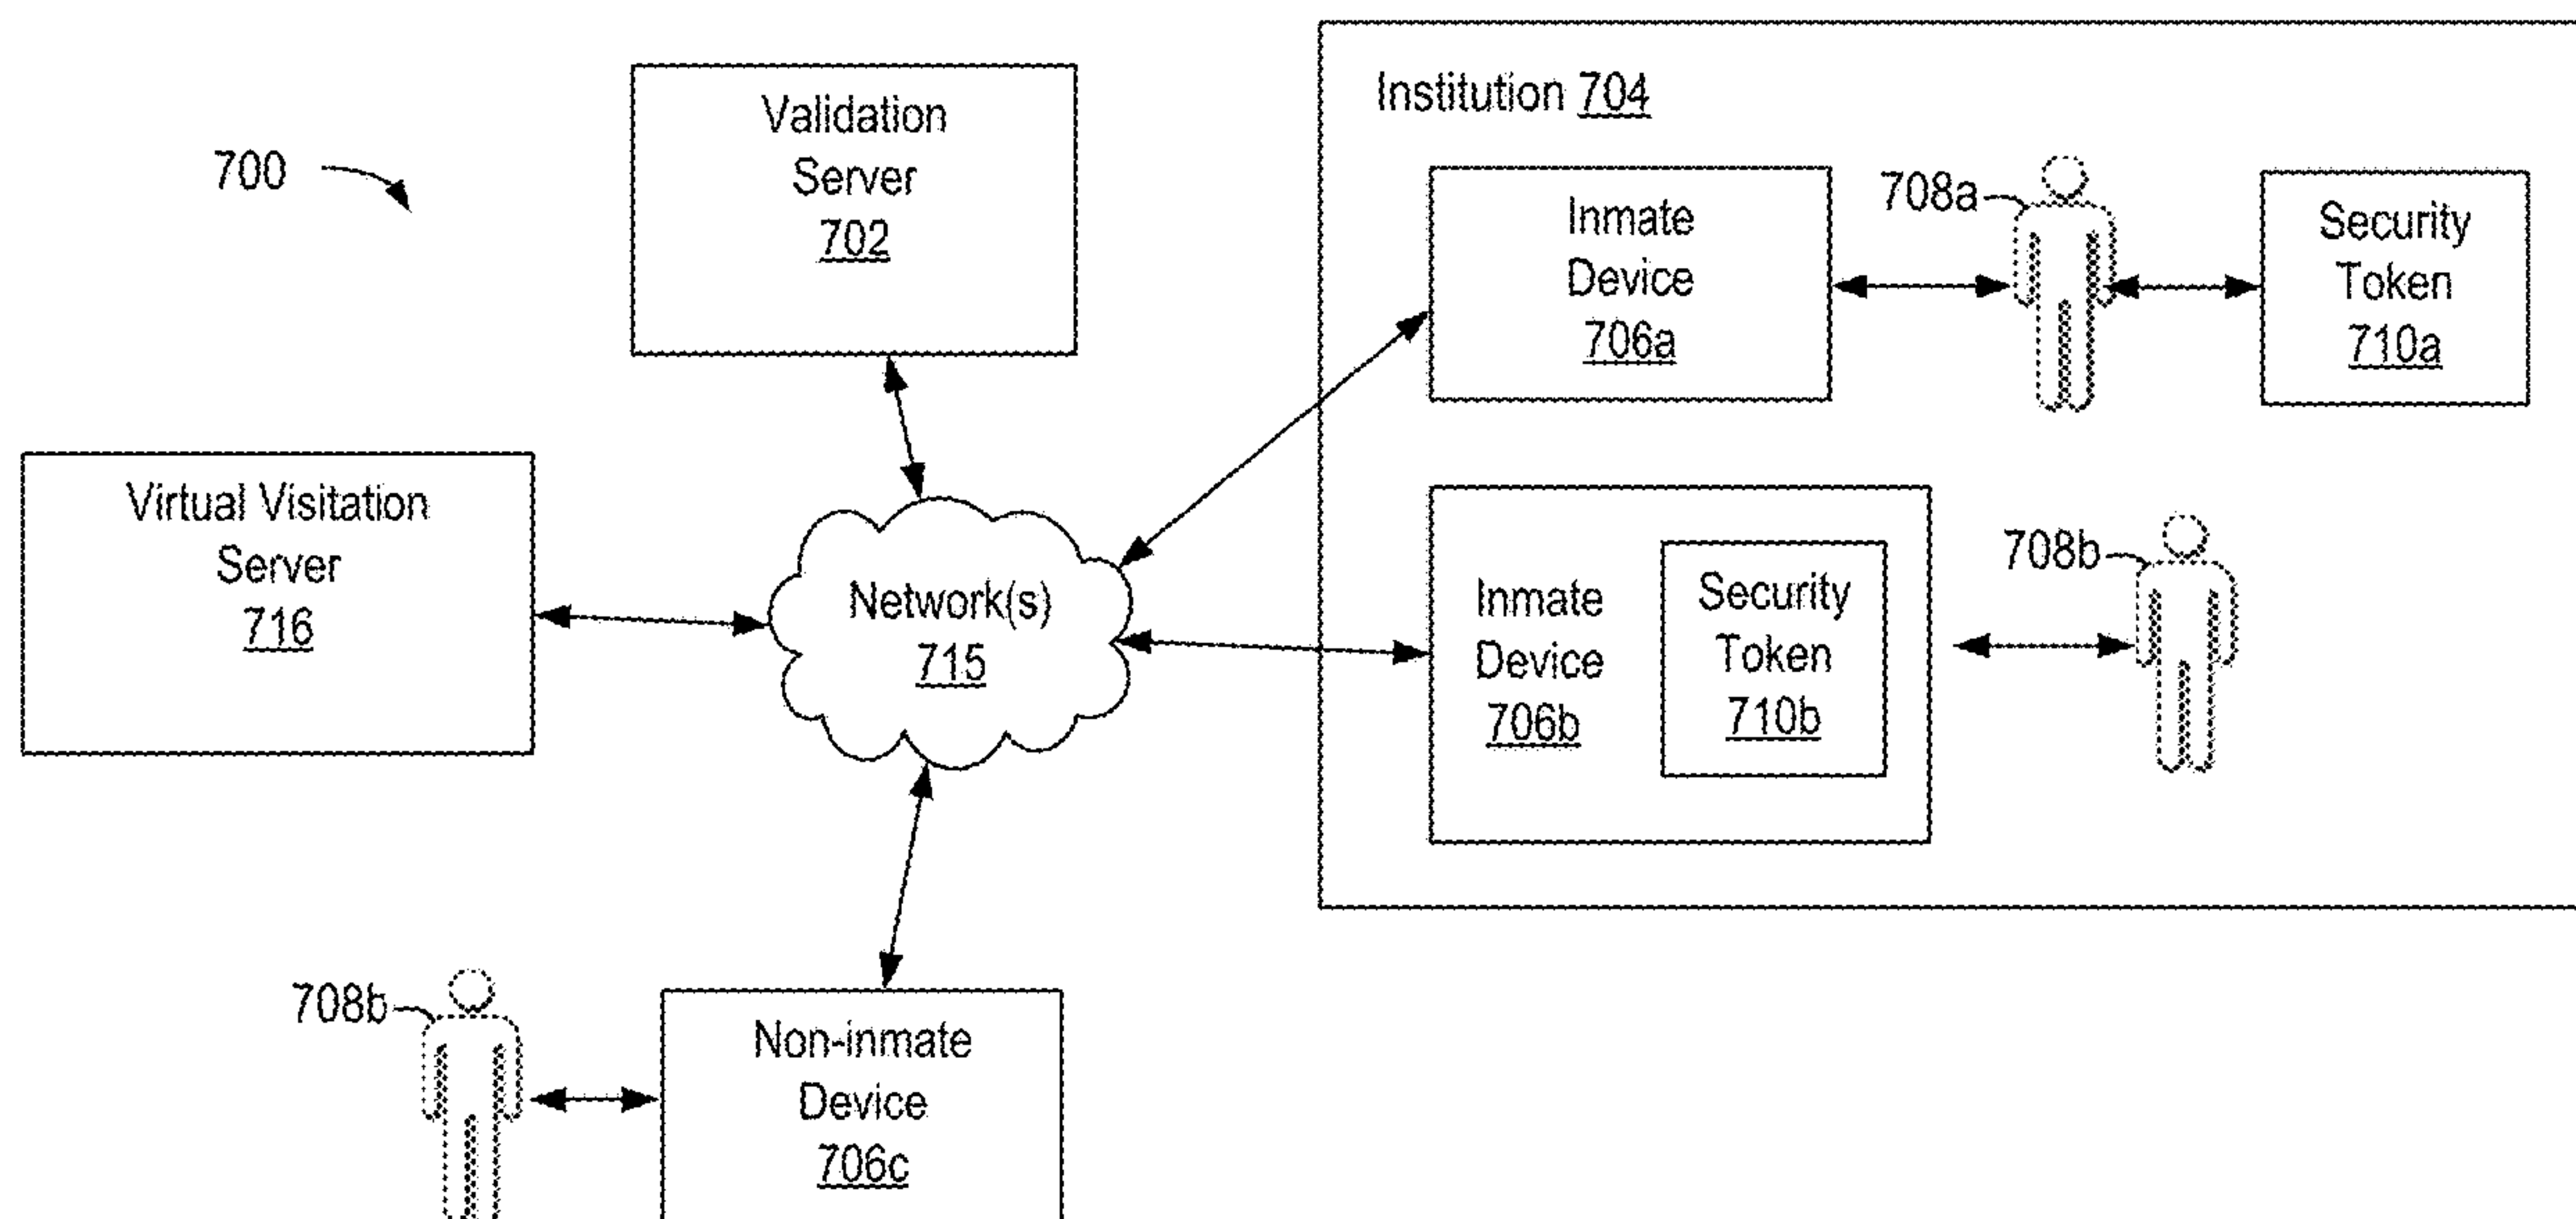 700
Validation
Server
702
Institution 704
Inmate
Device
706a
708a
Security
Token
710a
Virtual Visitation
Server
716
Network(s)
715
Inmate
Device
706b
Security
Token
710b
708b
708b
Non-inmate
Device
706c